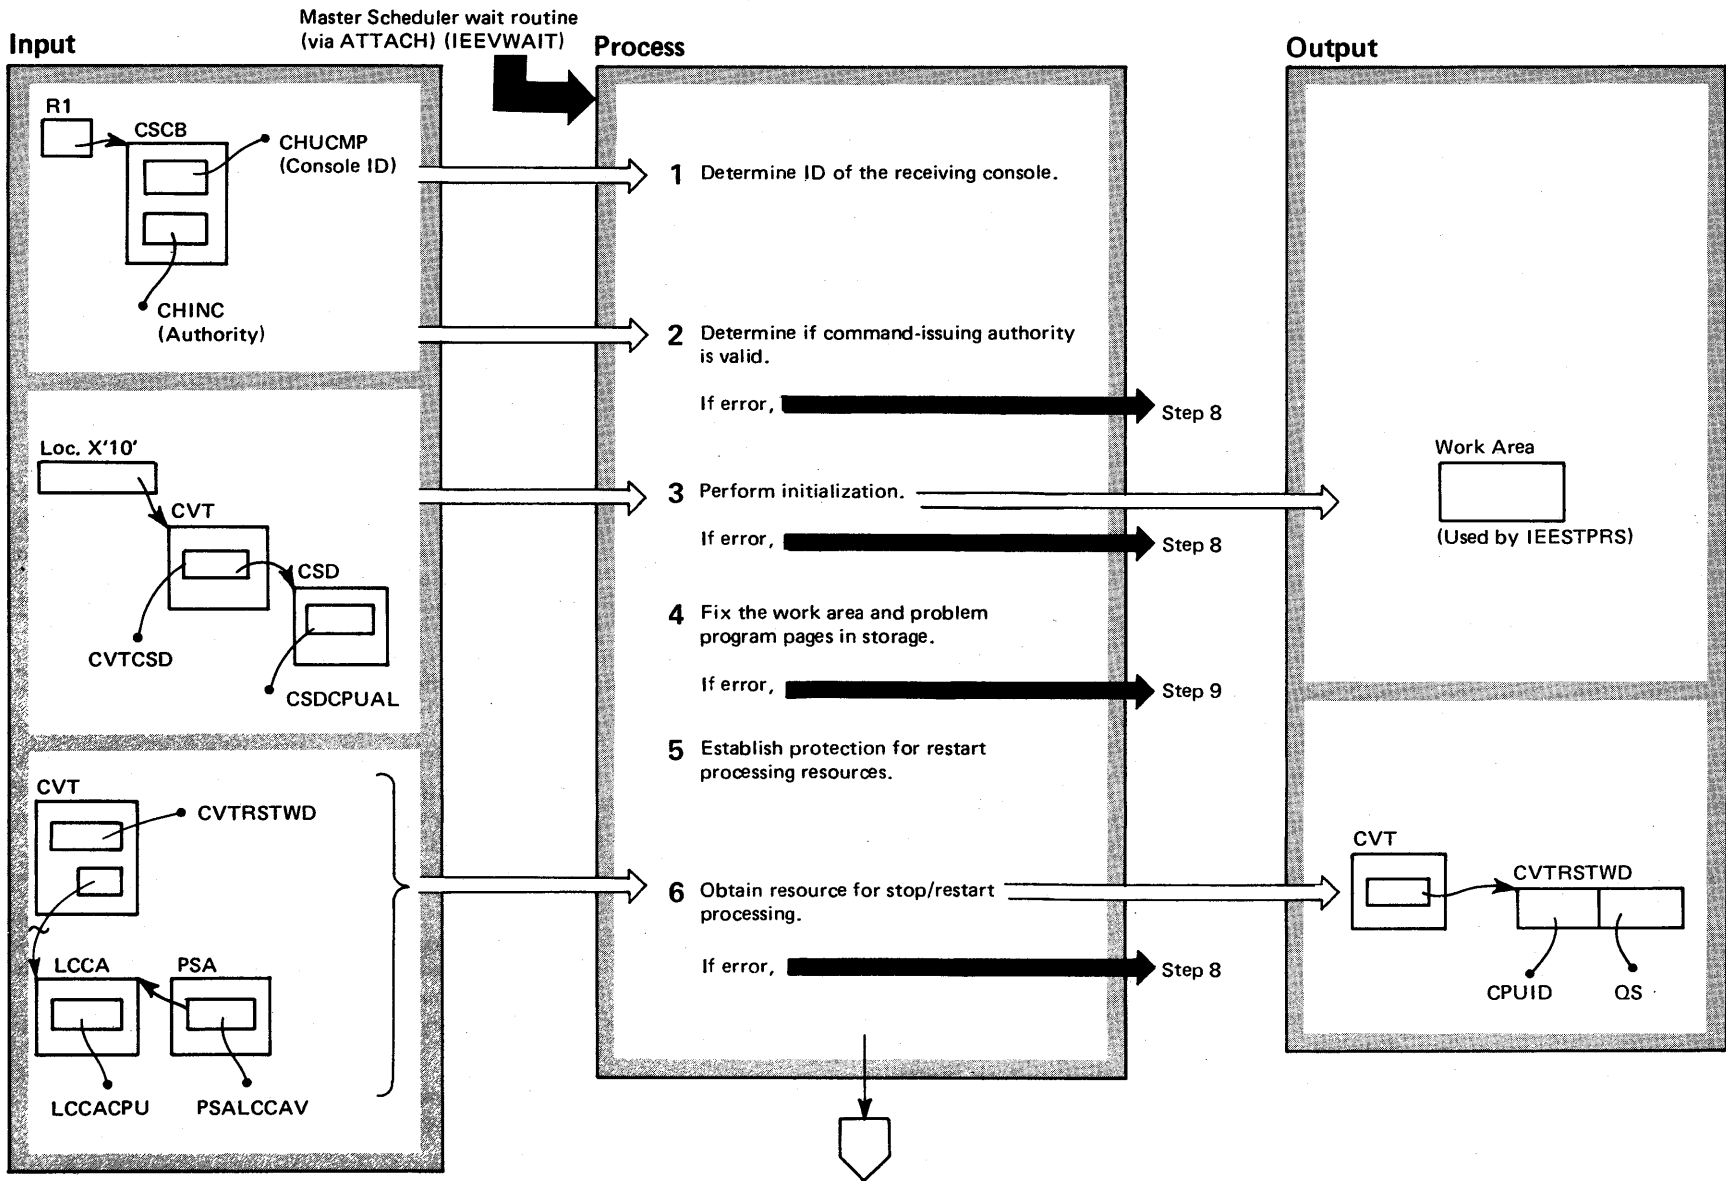 Master Scheduler wait routine
(via ATTACH) (IEEVWAIT)
Input
Process
Output
R1
CSCB
CHUCMP
(Console ID)
CHINC
(Authority)
Loc. X'10'
CVT
CSD
CVTCSD
CSDCPUAL
CVT
CVTRSTWD
LCCA
PSA
LCCACPU
PSALCCAV
1 Determine ID of the receiving console.
2 Determine if command-issuing authority
is valid.
If error,
Step 8
3 Perform initialization.
If error,
Step 8
4 Fix the work area and problem
program pages in storage.
If error,
Step 9
5 Establish protection for restart
processing resources.
6 Obtain resource for stop/restart
processing.
If error,
Step 8
Work Area
(Used by IEESTPRS)
CVT
CVTRSTWD
CPUID
QS